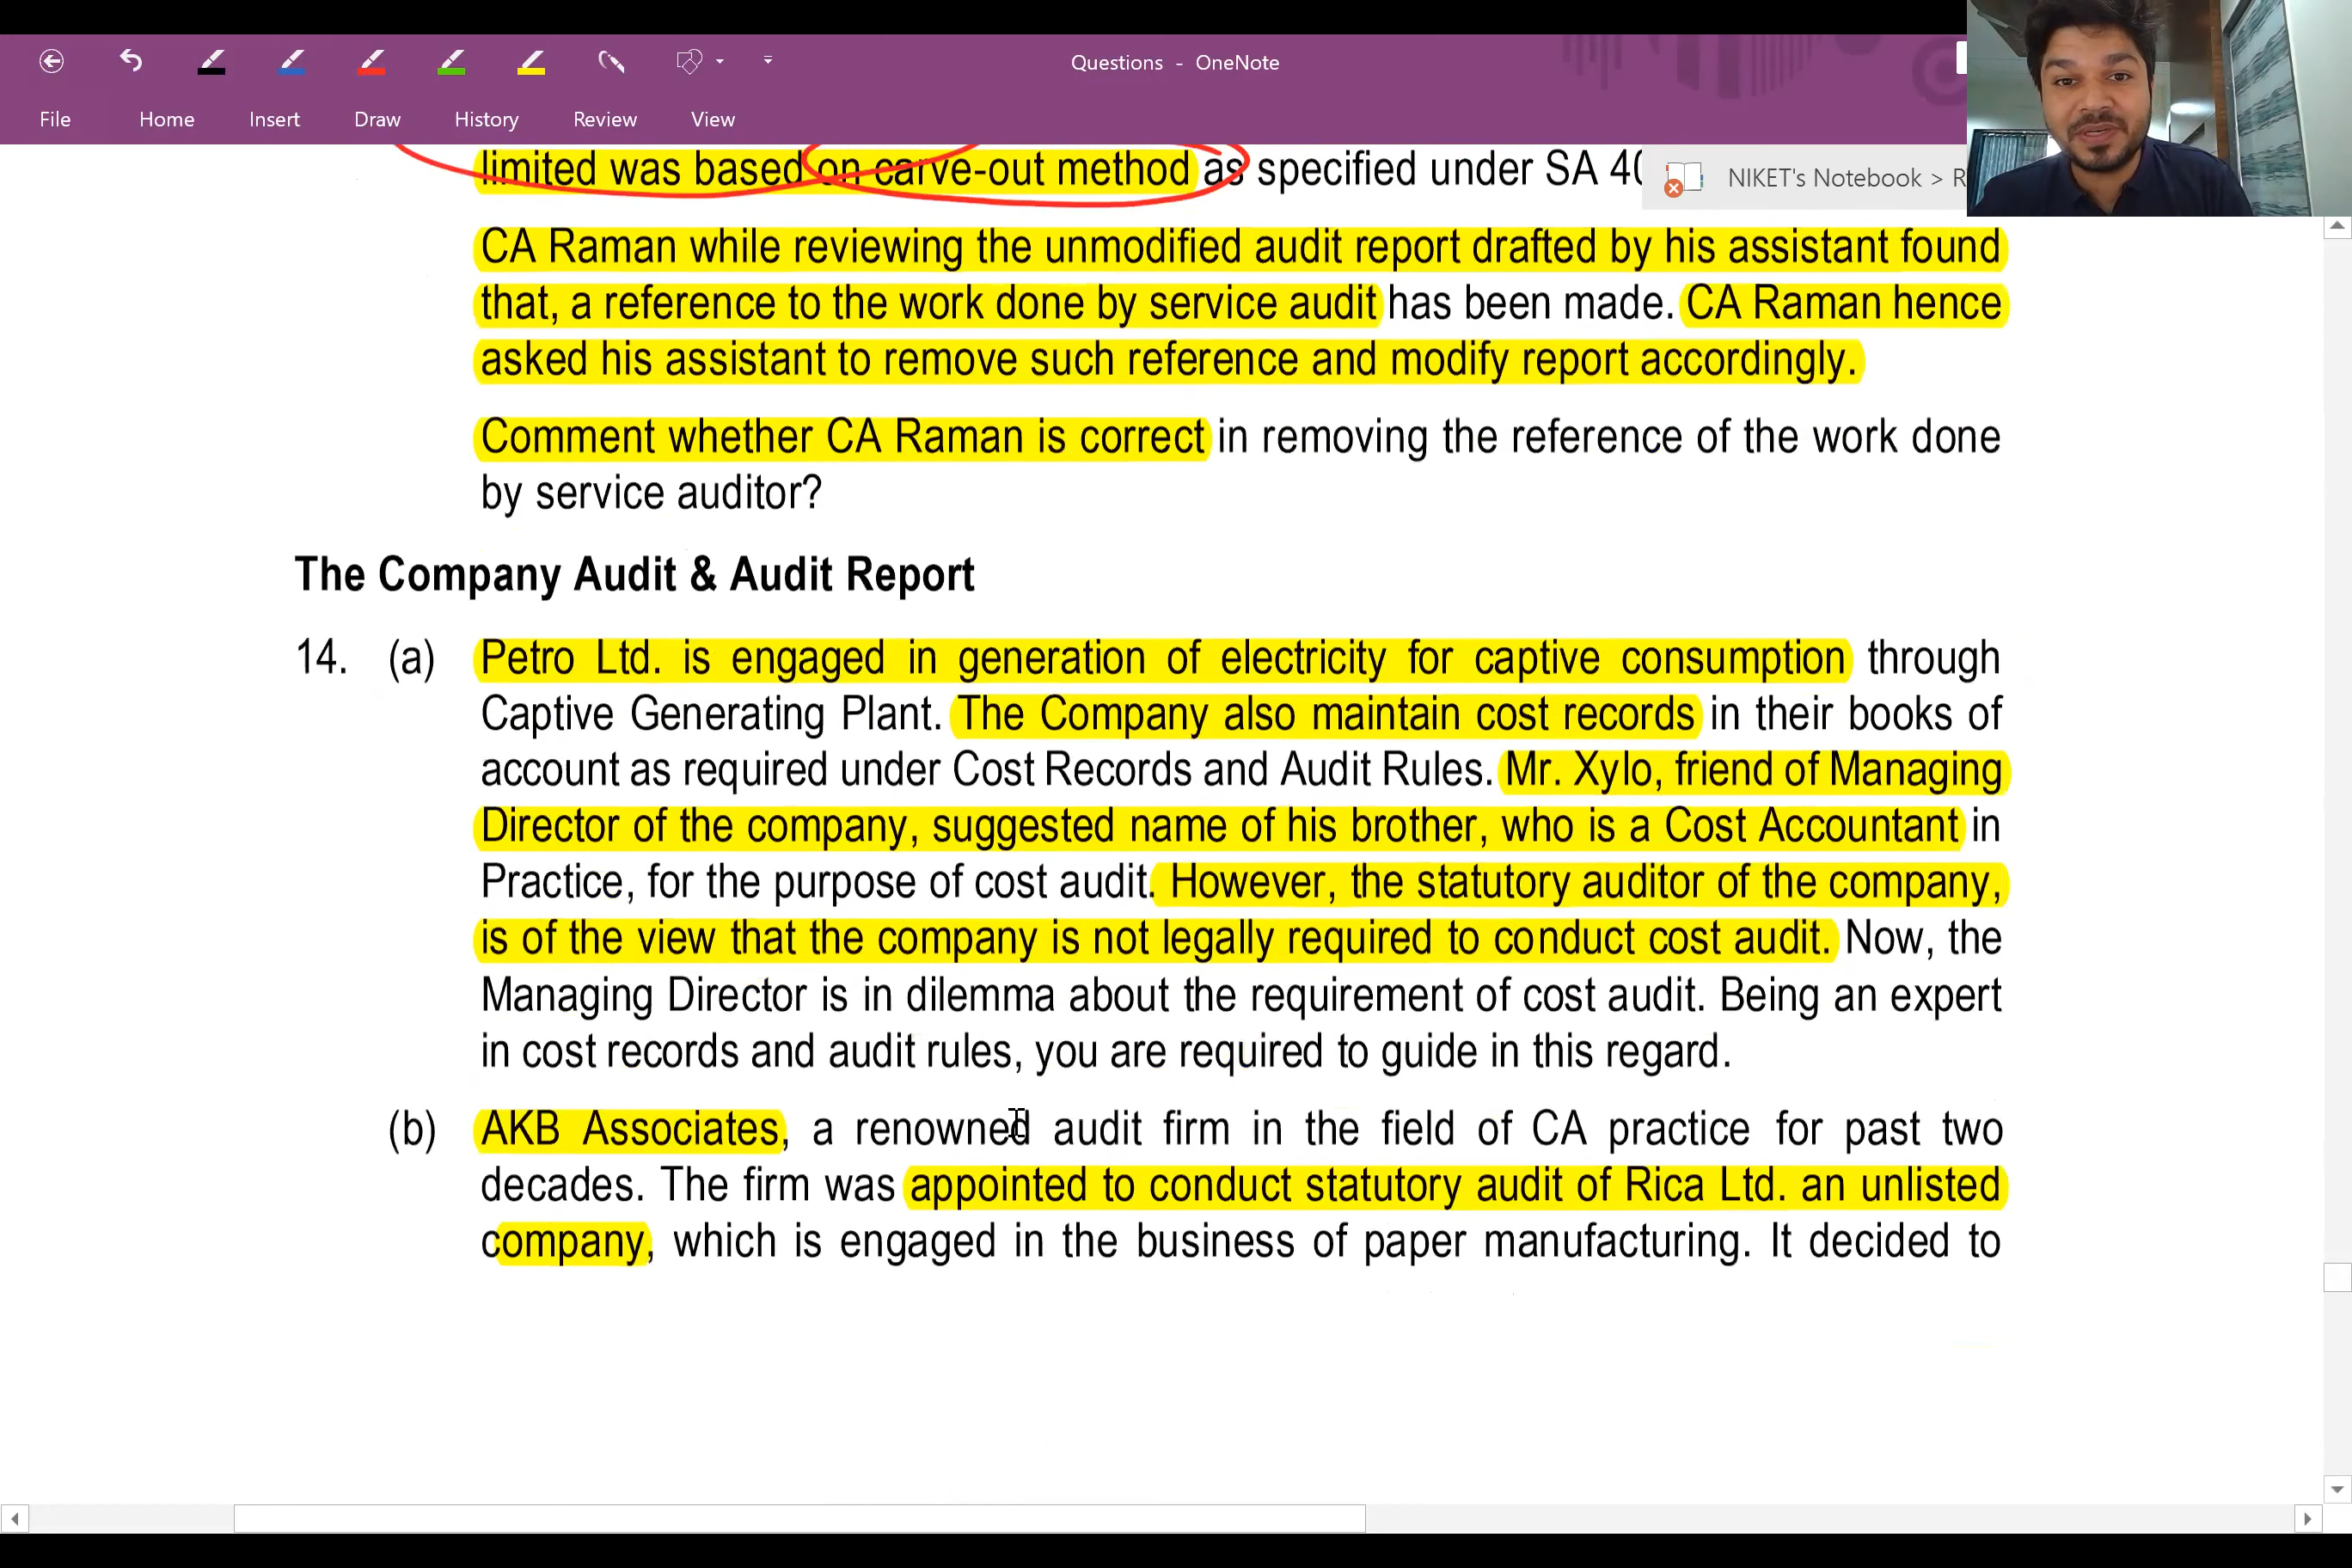 Questions - OneNote
File Home Insert Draw History Review View
NIKET's Notebook > R
limited was based on carve-out method as specified under SA 40
CA Raman while reviewing the unmodified audit report drafted by his assistant found
that, a reference to the work done by service audit has been made. CA Raman hence
asked his assistant to remove such reference and modify report accordingly.
Comment whether CA Raman is correct in removing the reference of the work done
by service auditor?
The Company Audit & Audit Report
14. (a) Petro Ltd. is engaged in generation of electricity for captive consumption through
Captive Generating Plant. The Company also maintain cost records in their books of
account as required under Cost Records and Audit Rules. Mr. Xylo, friend of Managing
Director of the company, suggested name of his brother, who is a Cost Accountant in
Practice, for the purpose of cost audit. However, the statutory auditor of the company,
is of the view that the company is not legally required to conduct cost audit. Now, the
Managing Director is in dilemma about the requirement of cost audit. Being an expert
in cost records and audit rules, you are required to guide in this regard.
(b) AKB Associates, a renowned audit firm in the field of CA practice for past two
decades. The firm was appointed to conduct statutory audit of Rica Ltd. an unlisted
company, which is engaged in the business of paper manufacturing. It decided to